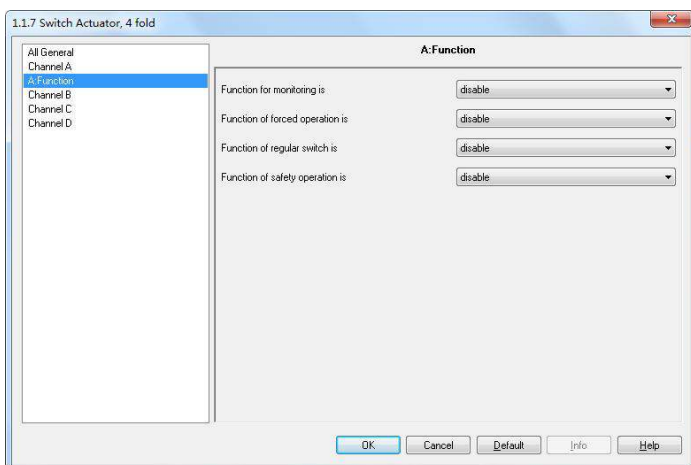 1.1.7 Switch Actuator, 4 fold
All General
Channel A
A:Function
Channel B
Channel C
Channel D
A:Function
Function for monitoring is disable
Function of forced operation is disable
Function of regular switch is disable
Function of safety operation is disable
OK Cancel Default Info Help